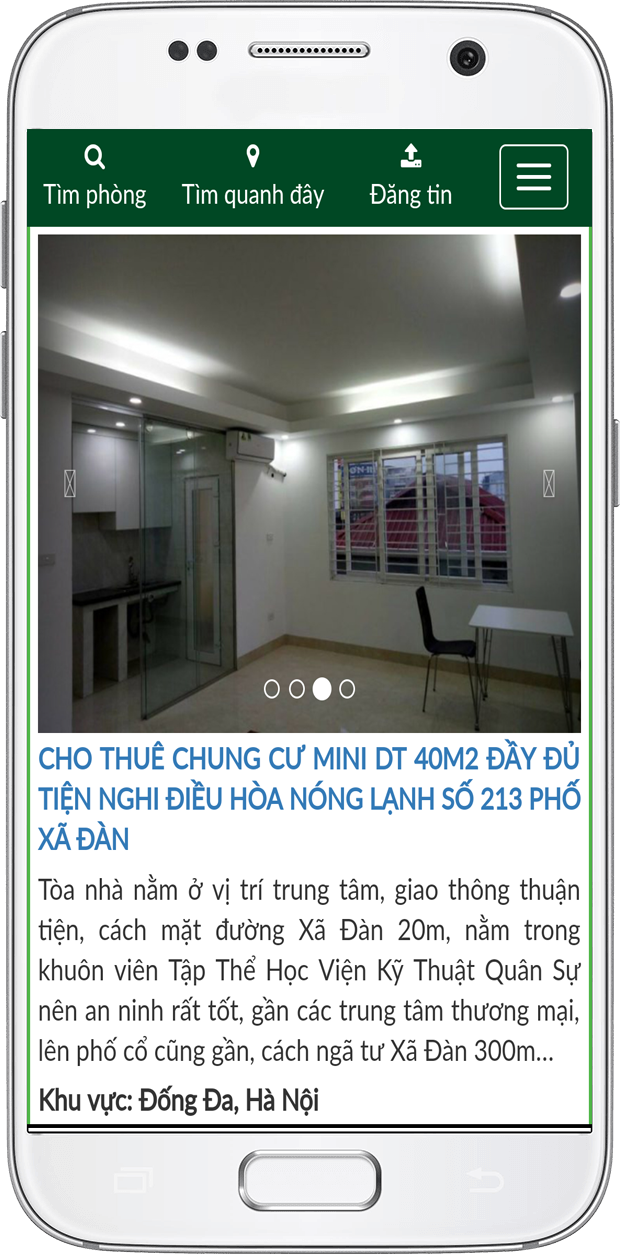 Tìm phòng
Tìm quanh đây
Đăng tin
CHO THUÊ CHUNG CƯ MINI DT 40M2 ĐẦY ĐỦ
TIỆN NGHI ĐIỀU HÒA NÓNG LẠNH SỐ 213 PHỐ
XÃ ĐÀN
Tòa nhà nằm ở vị trí trung tâm, giao thông thuận
tiện, cách mặt đường Xã Đàn 20m, nằm trong
khuôn viên Tập Thể Học Viện Kỹ Thuật Quân Sự
nên an ninh rất tốt, gần các trung tâm thương mại,
lên phố cổ cũng gần, cách ngã tư Xã Đàn 300m...
Khu vực: Đống Đa, Hà Nội